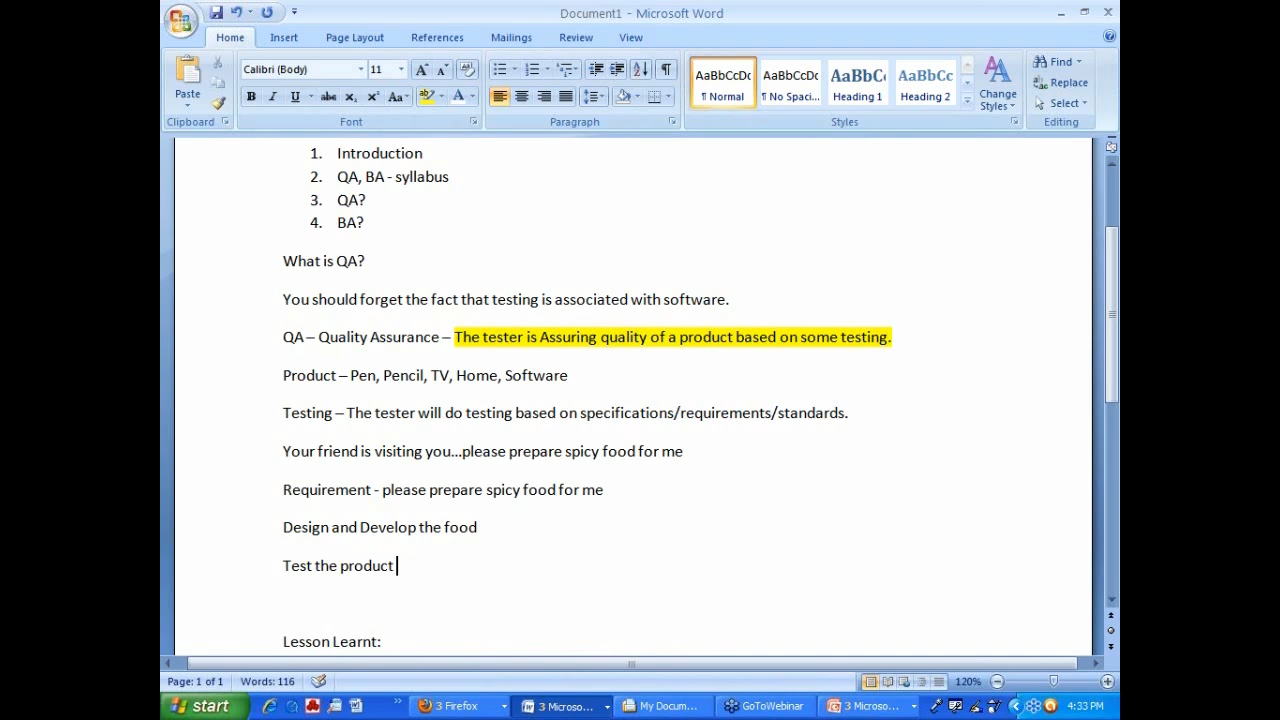 Document1 - Microsoft Word
Home Insert Page Layout References Mailings Review View
Calibri (Body) 11
AaBbCcDc AaBbCcDc AaBbCc AaBbCc
Paste
B I U abc x₂ x² Aa
¶ Normal ¶ No Spaci... Heading 1 Heading 2
Change Styles
Find
Replace
Select
Clipboard Font Paragraph Styles Editing
1. Introduction
2. QA, BA - syllabus
3. QA?
4. BA?
What is QA?
You should forget the fact that testing is associated with software.
QA – Quality Assurance – The tester is Assuring quality of a product based on some testing.
Product – Pen, Pencil, TV, Home, Software
Testing – The tester will do testing based on specifications/requirements/standards.
Your friend is visiting you...please prepare spicy food for me
Requirement - please prepare spicy food for me
Design and Develop the food
Test the product
Lesson Learnt:
Page: 1 of 1 Words: 116 120%
start 3 Firefox 3 Microso... My Docum... GoToWebinar 3 Microso... 4:33 PM